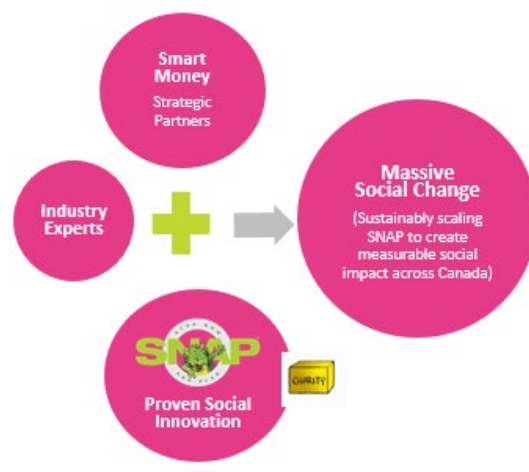 Smart
Money
Strategic
Partners
Industry
Experts
Massive
Social Change
(Sustainably scaling
SNAP to create
measurable social
impact across Canada)
SNAP
Proven Social
Innovation
CHARITY